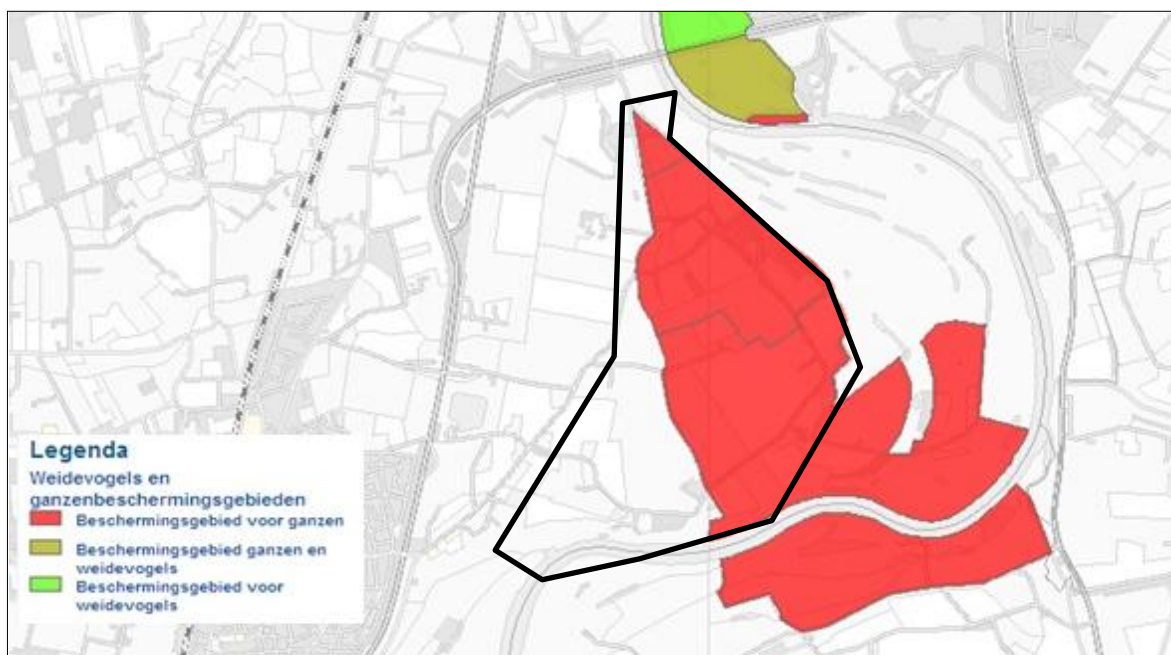 Legenda
Weidevogels en
ganzenbeschermingsgebieden
Beschermingsgebied voor ganzen
Beschermingsgebied ganzen en
weidevogels
Beschermingsgebied voor
weidevogels